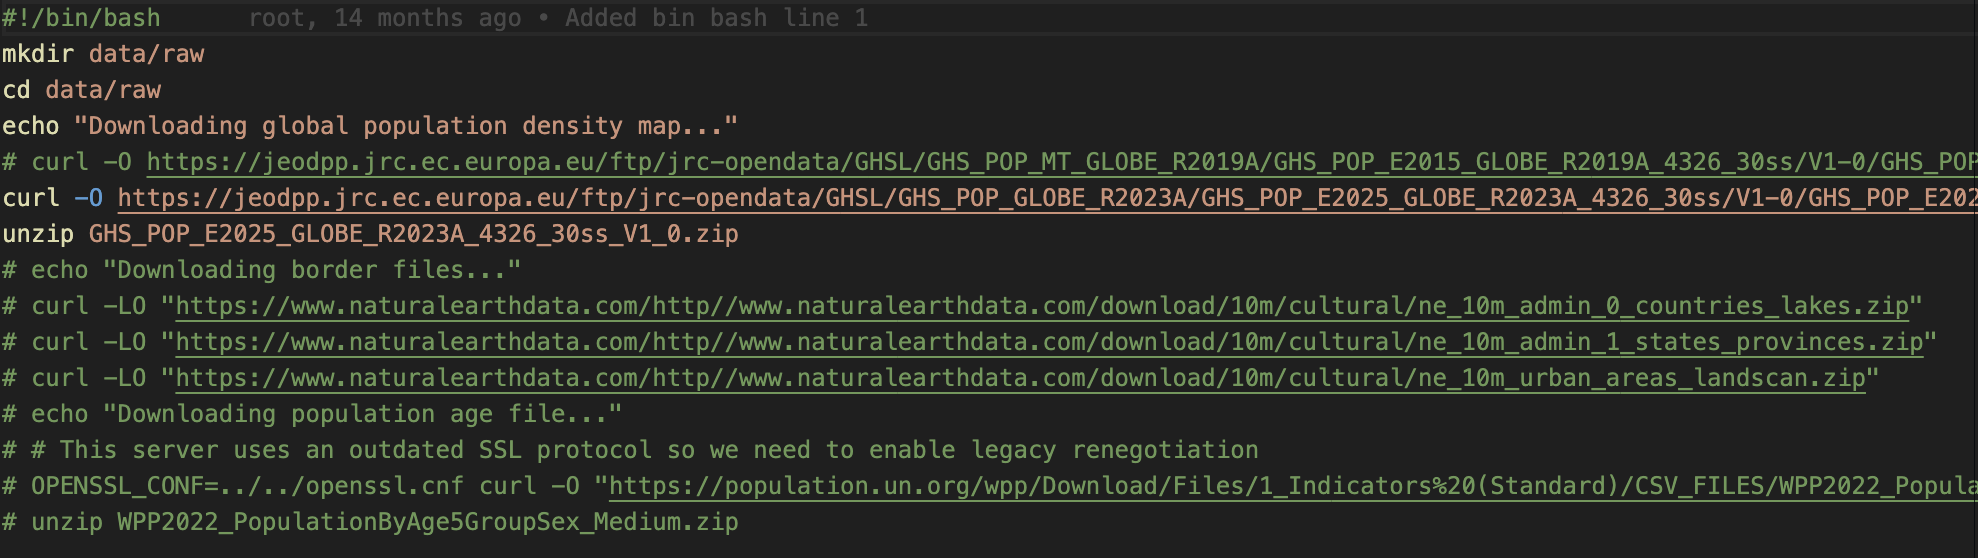 #!/bin/bash root, 14 months ago • Added bin bash line 1
mkdir data/raw
cd data/raw
echo "Downloading global population density map..."
# curl -O https://jeodpp.jrc.ec.europa.eu/ftp/jrc-opendata/GHSL/GHS_POP_MT_GLOBE_R2019A/GHS_POP_E2015_GLOBE_R2019A_4326_30ss/V1-0/GHS_POP
curl -O https://jeodpp.jrc.ec.europa.eu/ftp/jrc-opendata/GHSL/GHS_POP_GLOBE_R2023A/GHS_POP_E2025_GLOBE_R2023A_4326_30ss/V1-0/GHS_POP_E202
unzip GHS_POP_E2025_GLOBE_R2023A_4326_30ss_V1_0.zip
# echo "Downloading border files..."
# curl -LO "https://www.naturalearthdata.com/http//www.naturalearthdata.com/download/10m/cultural/ne_10m_admin_0_countries_lakes.zip"
# curl -LO "https://www.naturalearthdata.com/http//www.naturalearthdata.com/download/10m/cultural/ne_10m_admin_1_states_provinces.zip"
# curl -LO "https://www.naturalearthdata.com/http//www.naturalearthdata.com/download/10m/cultural/ne_10m_urban_areas_landscan.zip"
# echo "Downloading population age file..."
# # This server uses an outdated SSL protocol so we need to enable legacy renegotiation
# OPENSSL_CONF=../../openssl.cnf curl -O "https://population.un.org/wpp/Download/Files/1_Indicators%20(Standard)/CSV_FILES/WPP2022_Popula
# unzip WPP2022_PopulationByAge5GroupSex_Medium.zip